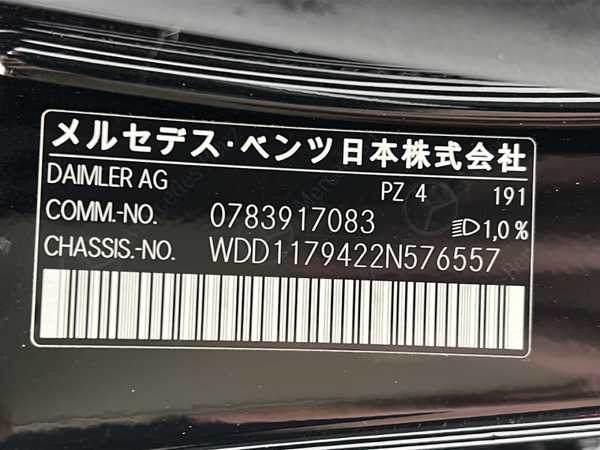 メルセデス・ベンツ日本株式会社
DAIMLER AG PZ 4 191
COMM.-NO. 0783917083 1,0%
CHASSIS.-NO. WDD1179422N576557